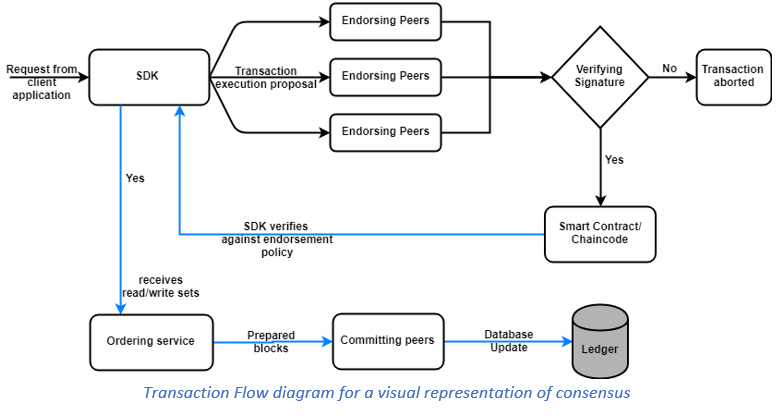 Request from
client
application
SDK
Transaction
execution proposal
Endorsing Peers
Endorsing Peers
Endorsing Peers
Verifying
Signature
No
Transaction
aborted
Yes
Smart Contract/
Chaincode
SDK verifies
against endorsement
policy
Yes
receives
read/write sets
Ordering service
Prepared
blocks
Committing peers
Database
Update
Ledger
Transaction Flow diagram for a visual representation of consensus